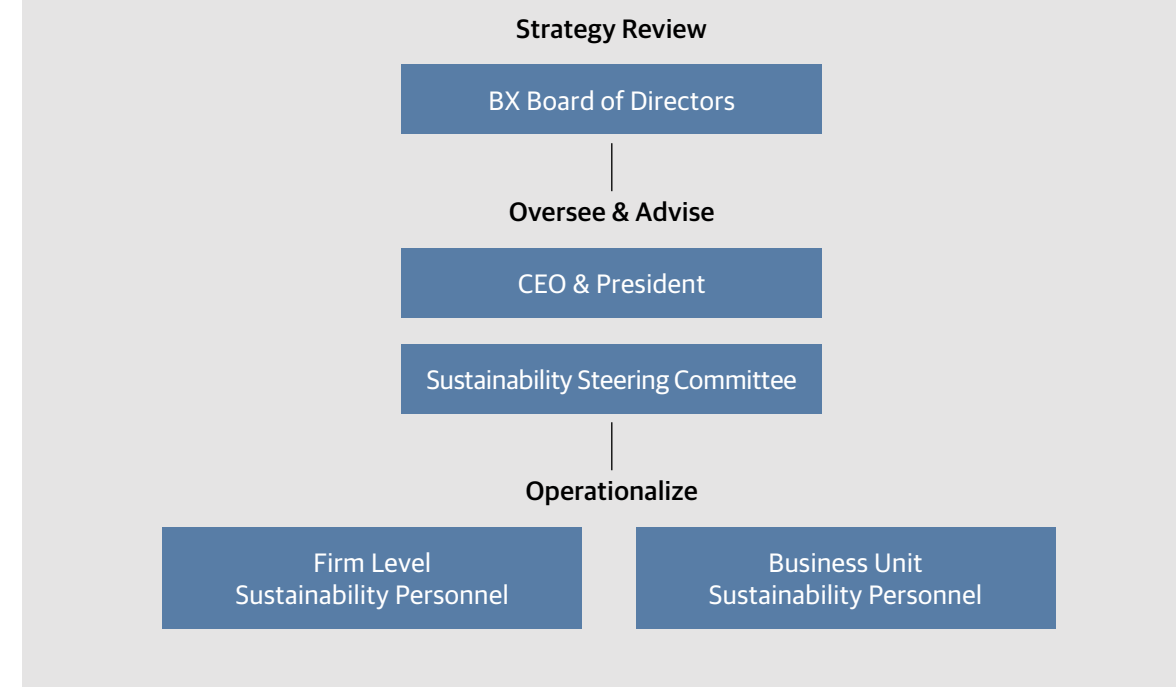 Strategy Review
BX Board of Directors
Oversee & Advise
CEO & President
Sustainability Steering Committee
Operationalize
Firm Level
Sustainability Personnel
Business Unit
Sustainability Personnel